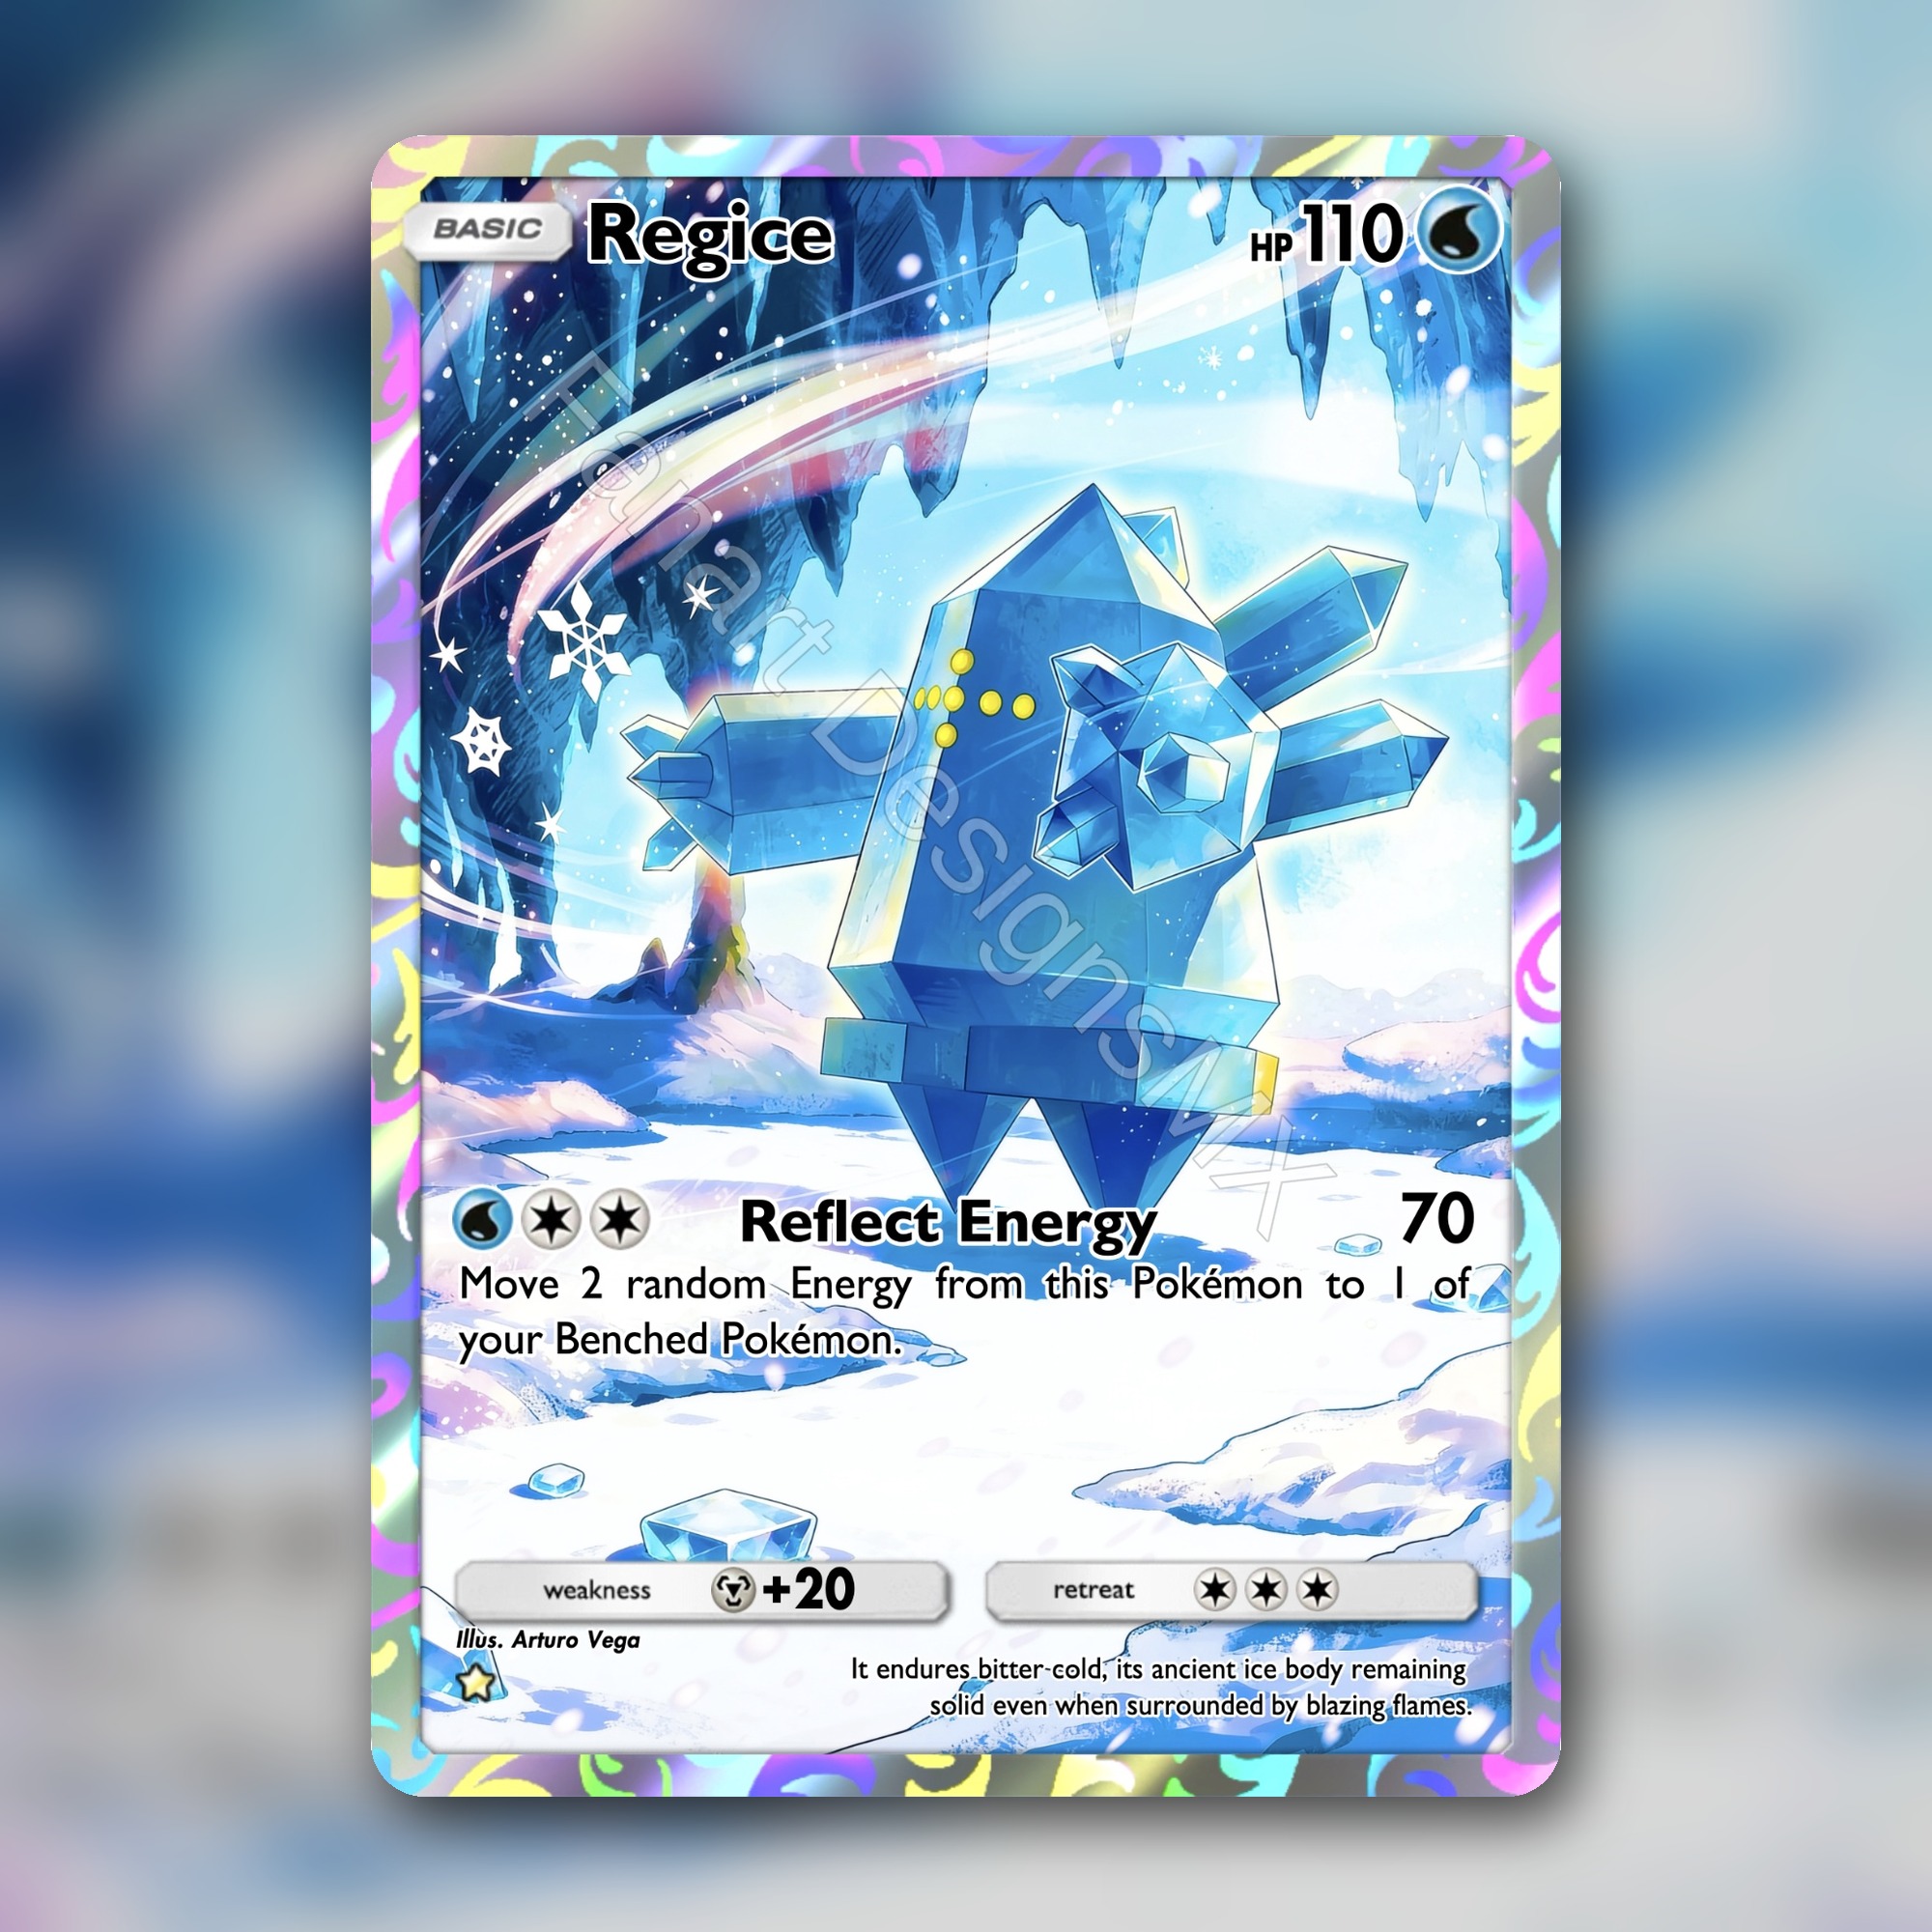 BASIC Regice HP 110
Fanart DesignsMX
Reflect Energy 70
Move 2 random Energy from this Pokémon to 1 of
your Benched Pokémon.
weakness +20 retreat
Illus. Arturo Vega
It endures bitter-cold, its ancient ice body remaining
solid even when surrounded by blazing flames.